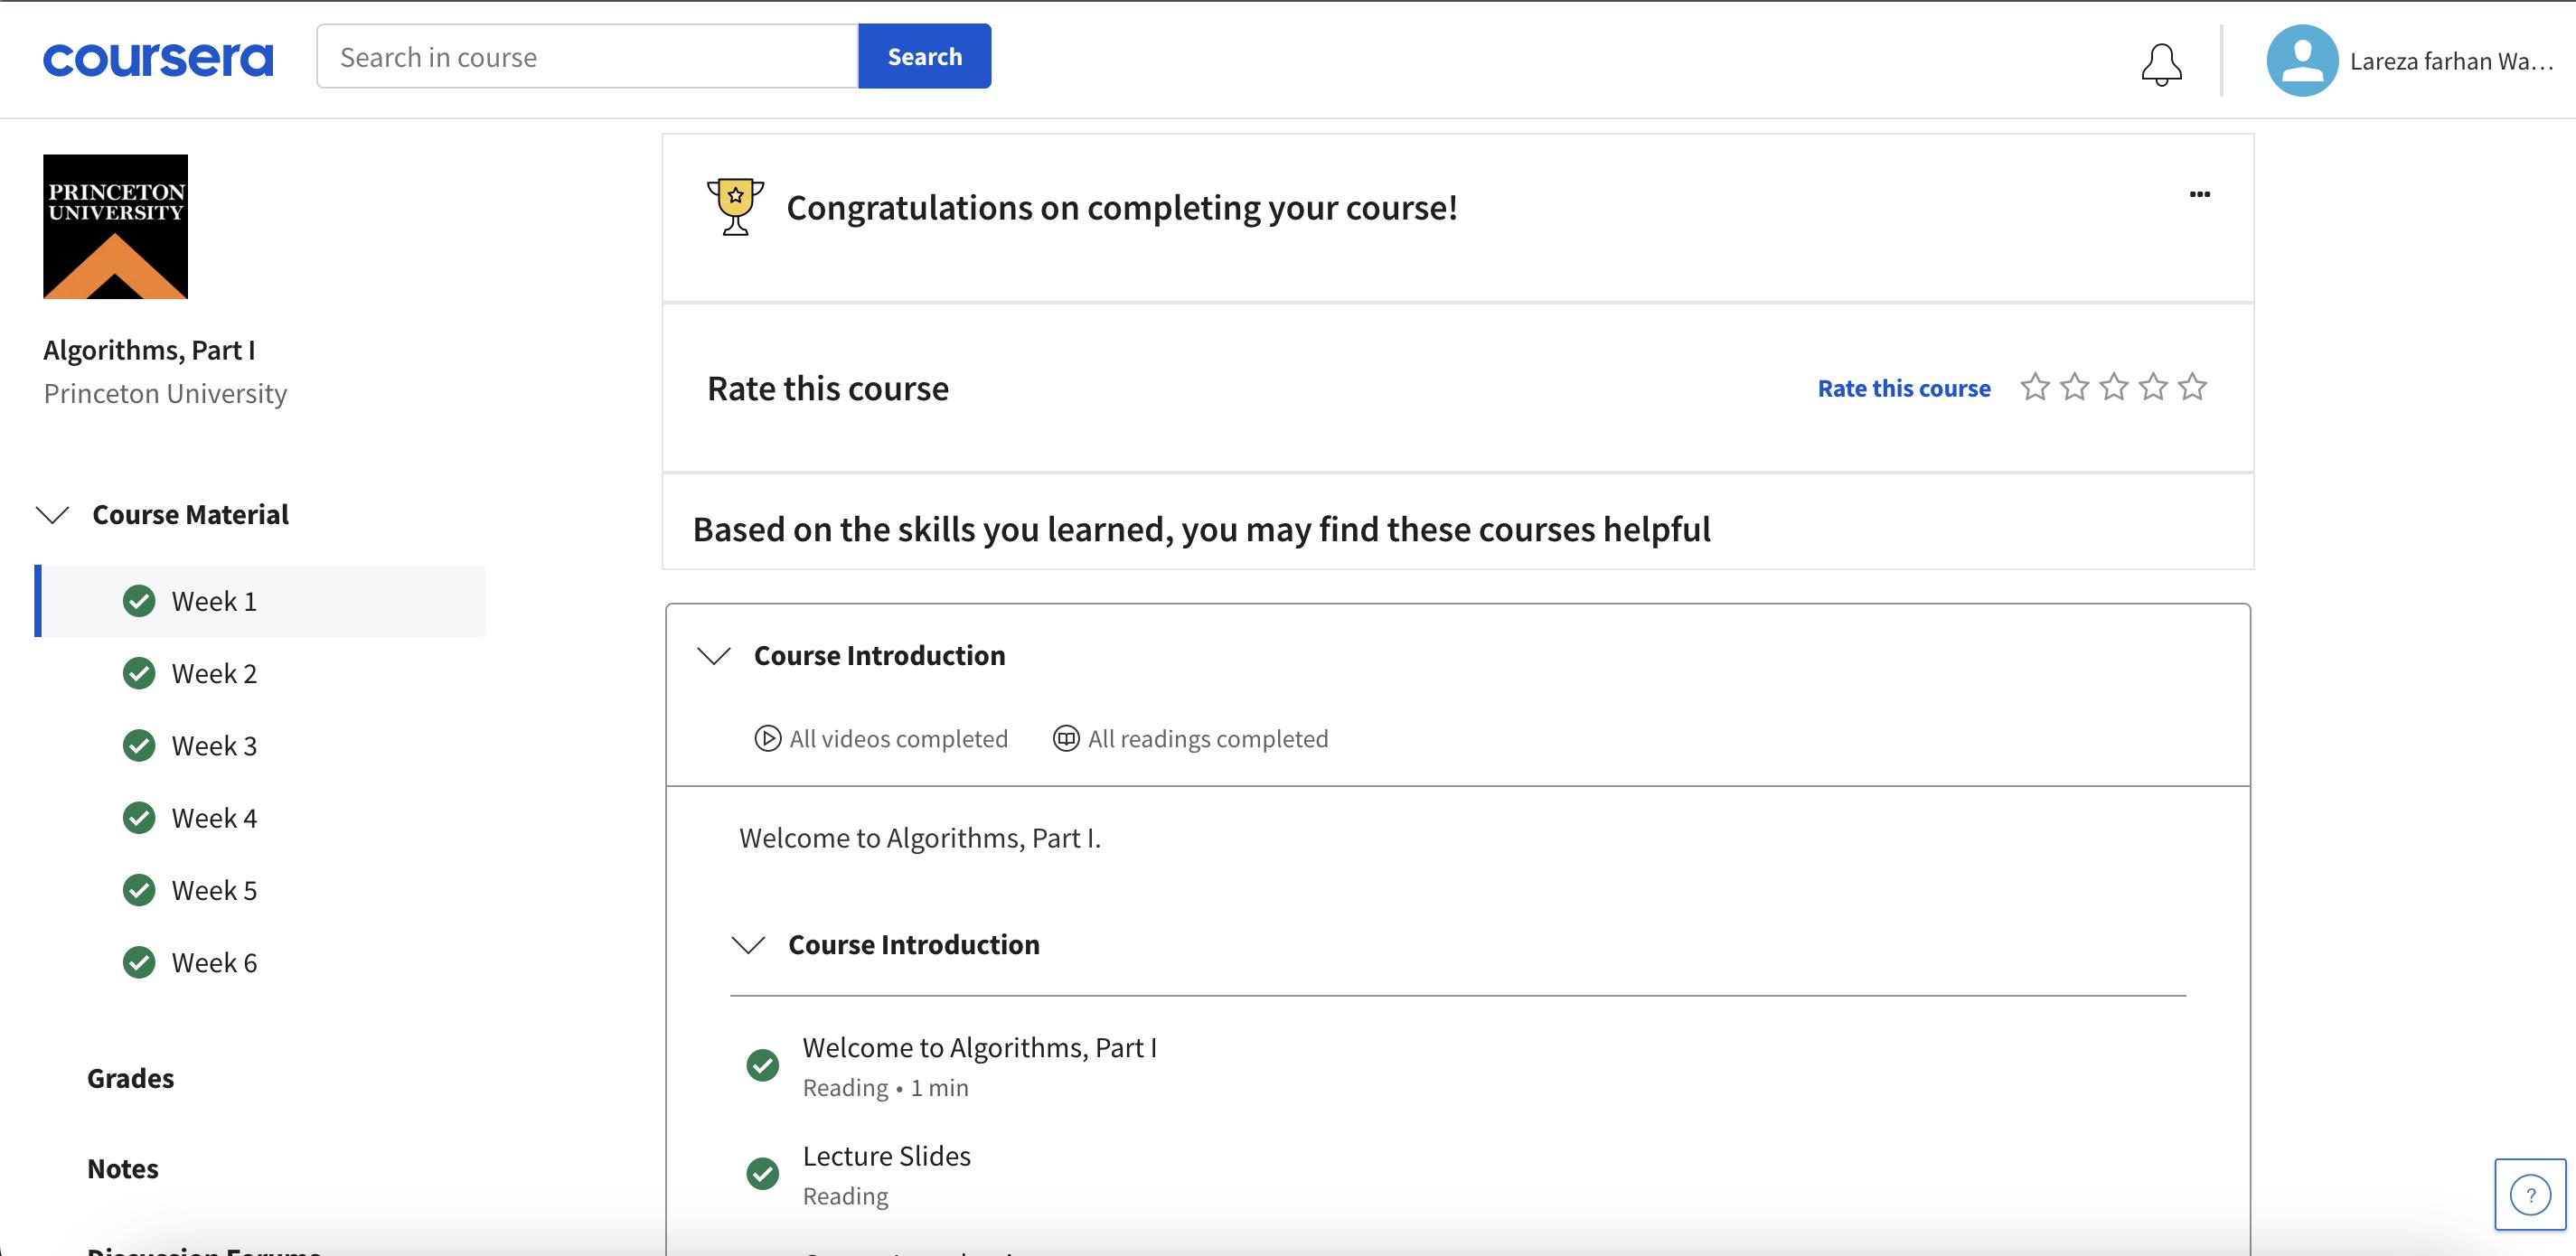 coursera
Search in course
Search
Lareza farhan Wa...
PRINCETON
UNIVERSITY
Algorithms, Part I
Princeton University
Course Material
Week 1
Week 2
Week 3
Week 4
Week 5
Week 6
Grades
Notes
Discussion Forums
Congratulations on completing your course!
Rate this course
Rate this course
Based on the skills you learned, you may find these courses helpful
Course Introduction
All videos completed
All readings completed
Welcome to Algorithms, Part I.
Course Introduction
Welcome to Algorithms, Part I
Reading • 1 min
Lecture Slides
Reading
?